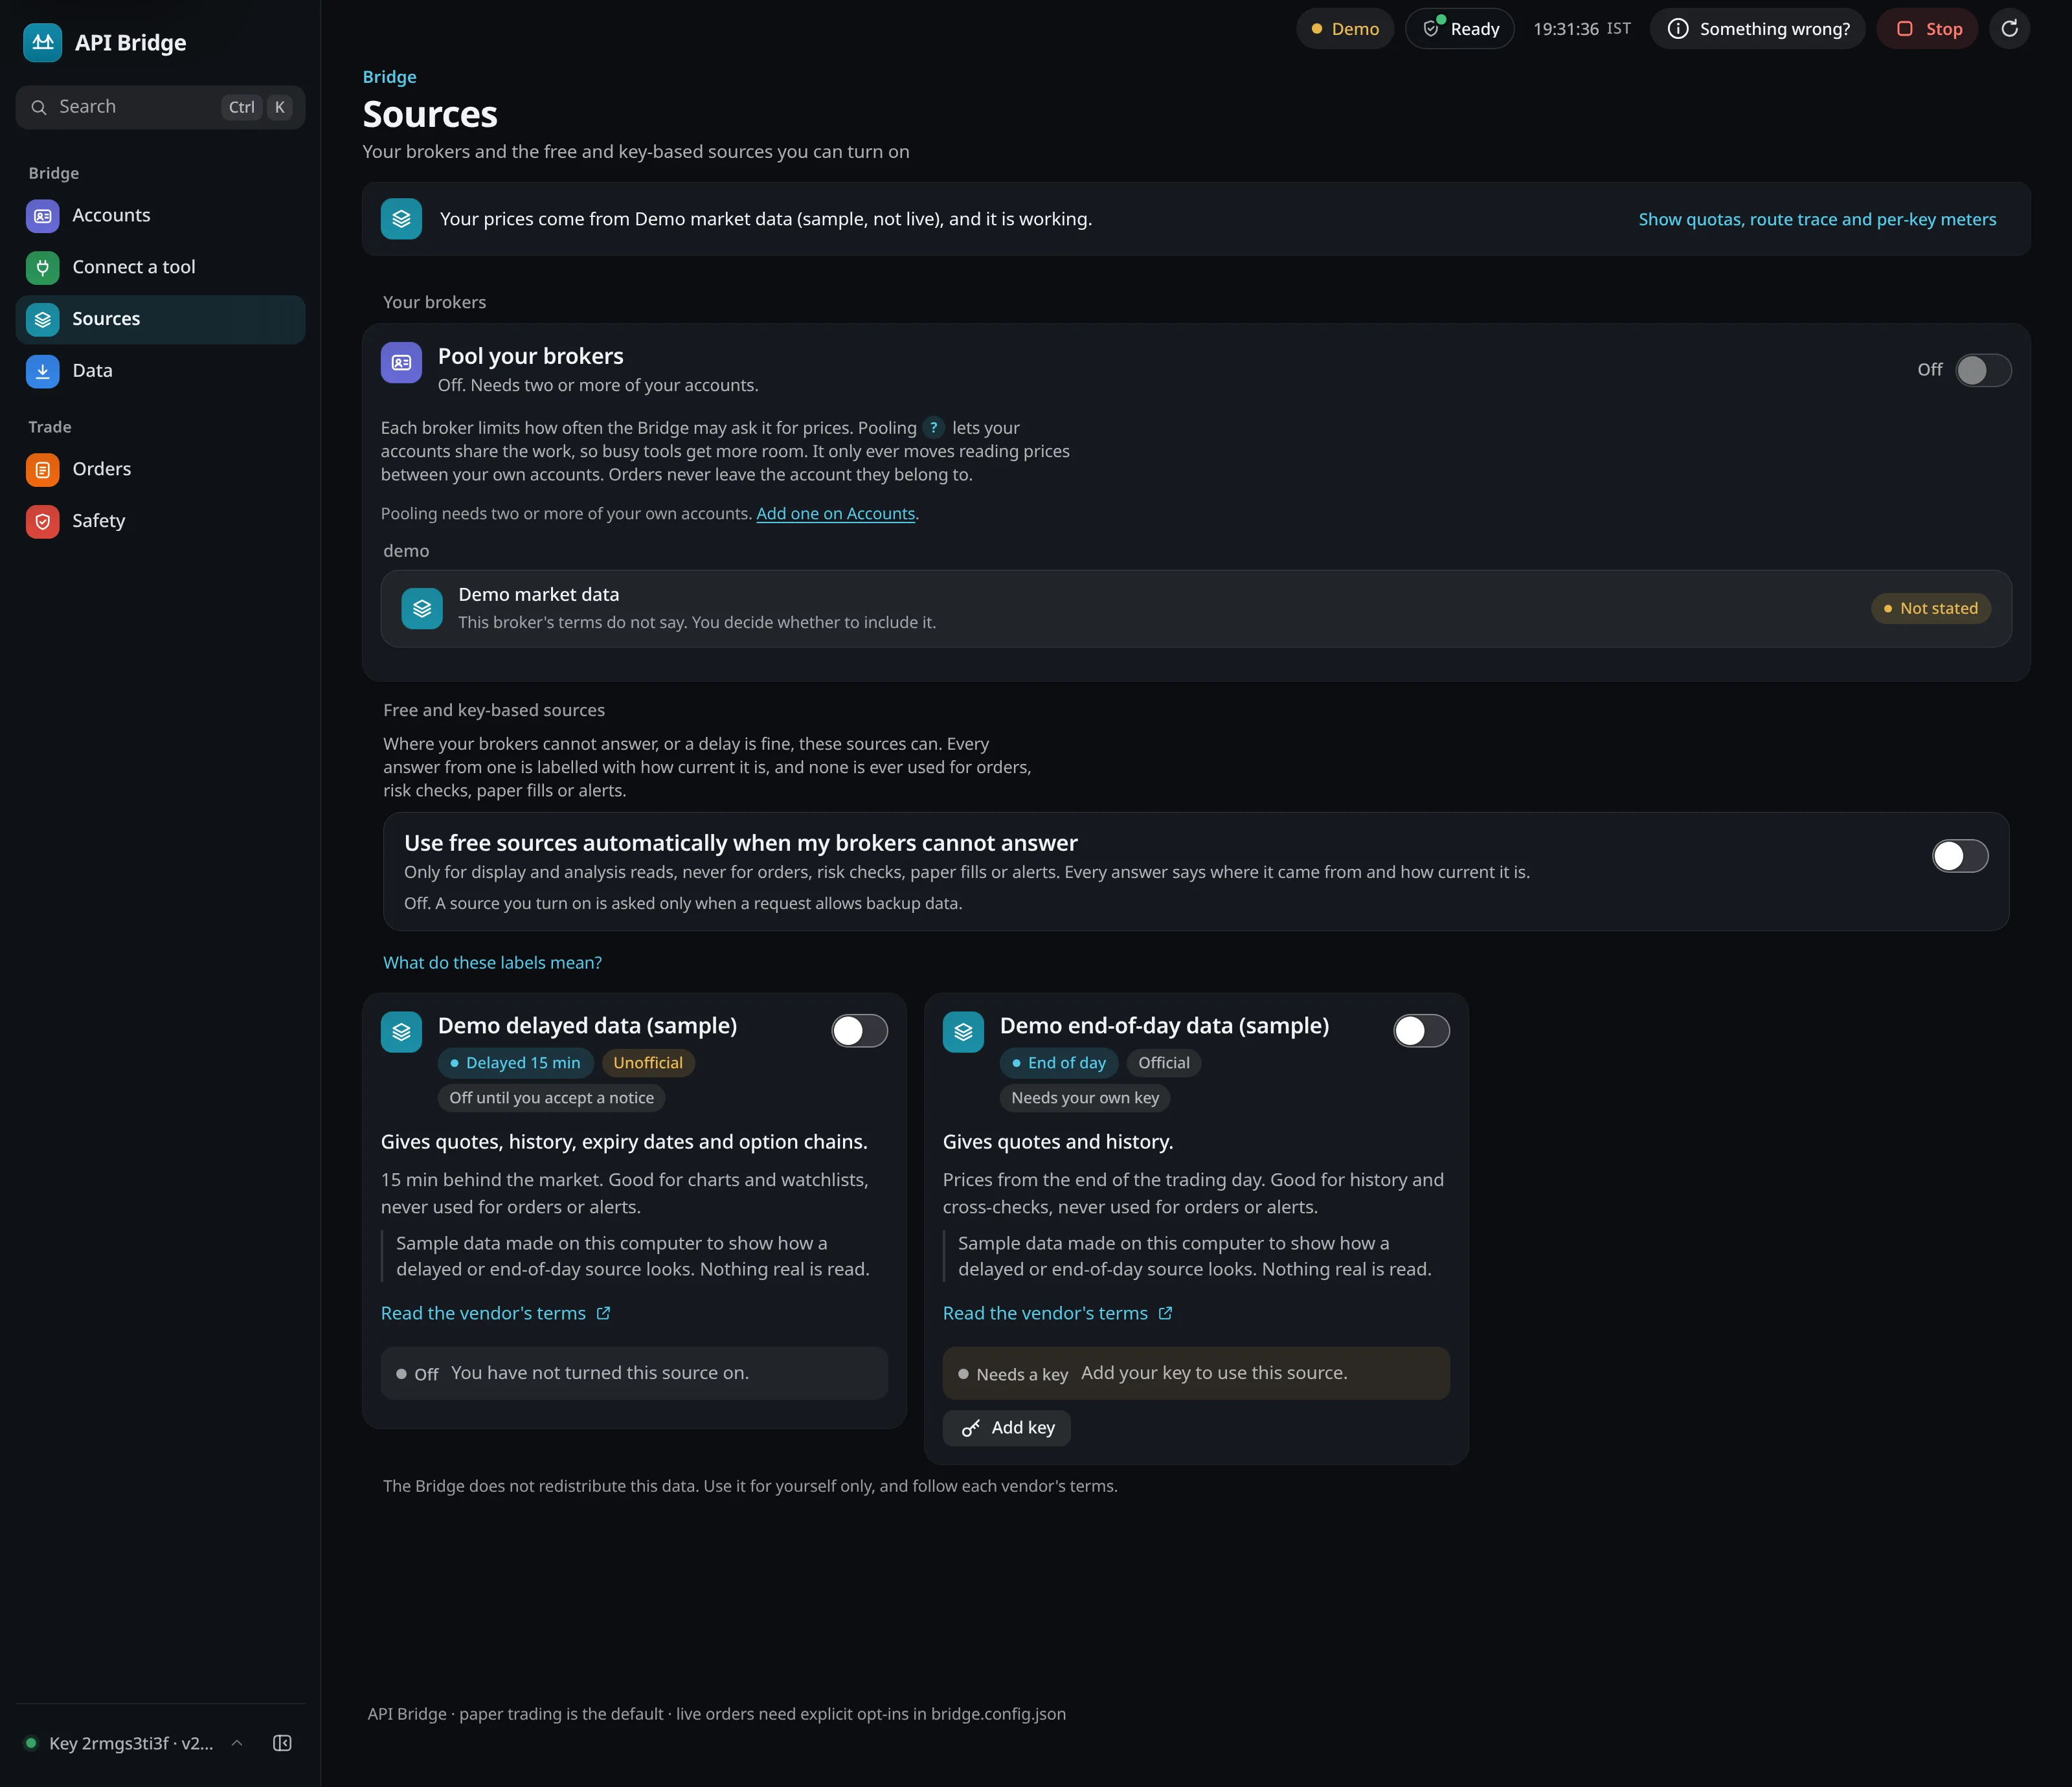 API Bridge
Search Ctrl K
Bridge
Accounts
Connect a tool
Sources
Data
Trade
Orders
Safety
Key 2rmgs3ti3f · v2...
Demo
Ready
19:31:36 IST
Something wrong?
Stop
Bridge
Sources
Your brokers and the free and key-based sources you can turn on
Your prices come from Demo market data (sample, not live), and it is working.
Show quotas, route trace and per-key meters
Your brokers
Pool your brokers
Off. Needs two or more of your accounts.
Off
Each broker limits how often the Bridge may ask it for prices. Pooling ? lets your
accounts share the work, so busy tools get more room. It only ever moves reading prices
between your own accounts. Orders never leave the account they belong to.
Pooling needs two or more of your own accounts. Add one on Accounts.
demo
Demo market data
This broker's terms do not say. You decide whether to include it.
Not stated
Free and key-based sources
Where your brokers cannot answer, or a delay is fine, these sources can. Every
answer from one is labelled with how current it is, and none is ever used for orders,
risk checks, paper fills or alerts.
Use free sources automatically when my brokers cannot answer
Only for display and analysis reads, never for orders, risk checks, paper fills or alerts. Every answer says where it came from and how current it is.
Off. A source you turn on is asked only when a request allows backup data.
What do these labels mean?
Demo delayed data (sample)
Delayed 15 min Unofficial
Off until you accept a notice
Gives quotes, history, expiry dates and option chains.
15 min behind the market. Good for charts and watchlists,
never used for orders or alerts.
Sample data made on this computer to show how a
delayed or end-of-day source looks. Nothing real is read.
Read the vendor's terms
Off You have not turned this source on.
Demo end-of-day data (sample)
End of day Official
Needs your own key
Gives quotes and history.
Prices from the end of the trading day. Good for history and
cross-checks, never used for orders or alerts.
Sample data made on this computer to show how a
delayed or end-of-day source looks. Nothing real is read.
Read the vendor's terms
Needs a key Add your key to use this source.
Add key
The Bridge does not redistribute this data. Use it for yourself only, and follow each vendor's terms.
API Bridge · paper trading is the default · live orders need explicit opt-ins in bridge.config.json